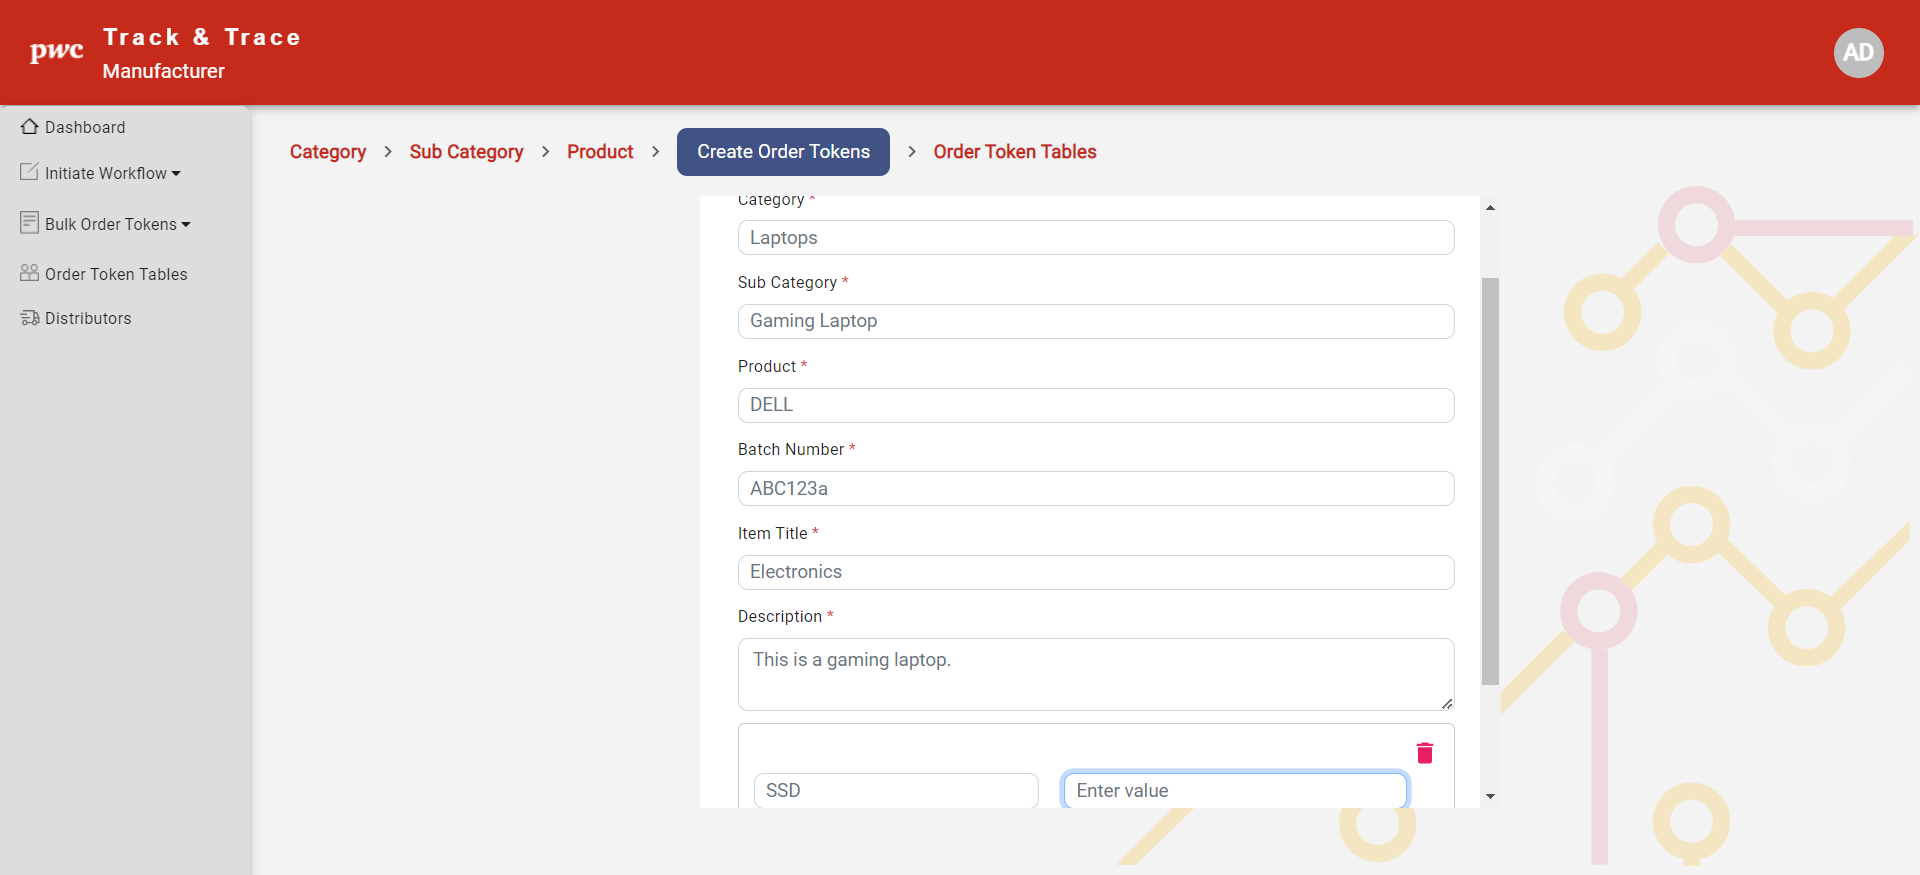 pwc
Track & Trace
Manufacturer
AD
Dashboard
Initiate Workflow
Bulk Order Tokens
Order Token Tables
Distributors
Category > Sub Category > Product > Create Order Tokens > Order Token Tables
Category *
Laptops
Sub Category *
Gaming Laptop
Product *
DELL
Batch Number *
ABC123a
Item Title *
Electronics
Description *
This is a gaming laptop.
SSD
Enter value